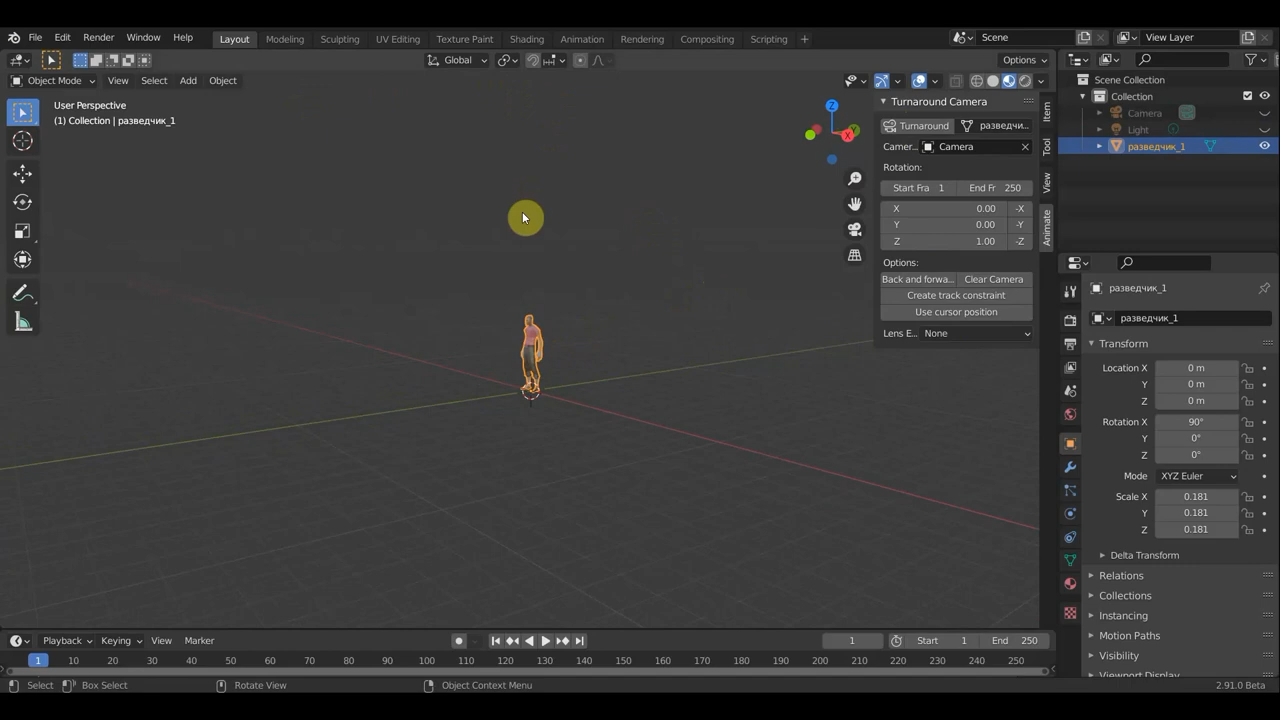 File Edit Render Window Help Layout Modeling Sculpting UV Editing Texture Paint Shading Animation Rendering Compositing Scripting + Scene View Layer
Global Options
Object Mode View Select Add Object
User Perspective
(1) Collection | разведчик_1
Z
Y
X
Turnaround Camera
Turnaround разведчи...
Camer... Camera
Rotation:
Start Fra 1 End Fr 250
X 0.00 -X
Y 0.00 -Y
Z 1.00 -Z
Options:
Back and forwa... Clear Camera
Create track constraint
Use cursor position
Lens E... None
Item
Tool
View
Animate
Scene Collection
Collection
Camera
Light
разведчик_1
разведчик_1
разведчик_1
Transform
Location X 0 m
Y 0 m
Z 0 m
Rotation X 90°
Y 0°
Z 0°
Mode XYZ Euler
Scale X 0.181
Y 0.181
Z 0.181
Delta Transform
Relations
Collections
Instancing
Motion Paths
Visibility
Viewport Display
Playback Keying View Marker 1 Start 1 End 250
1 10 20 30 40 50 60 70 80 90 100 110 120 130 140 150 160 170 180 190 200 210 220 230 240 250
Select Box Select Rotate View Object Context Menu 2.91.0 Beta